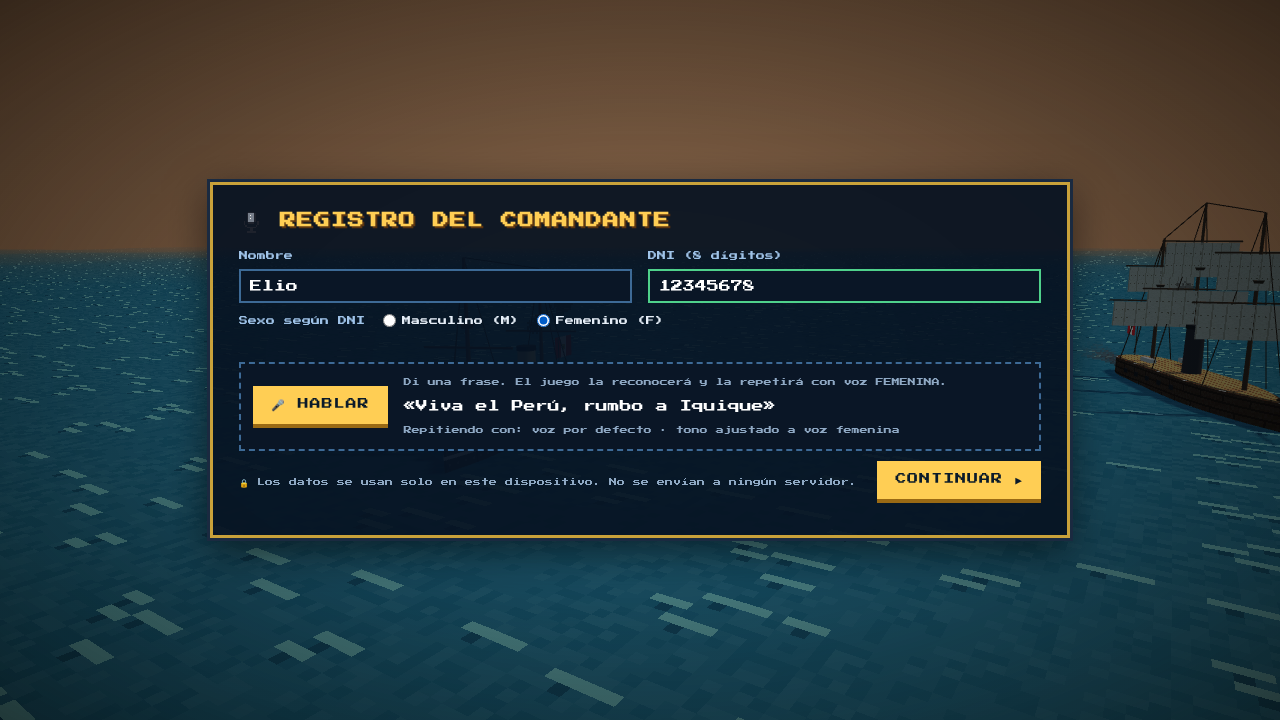 REGISTRO DEL COMANDANTE
Nombre
DNI (8 dígitos)
Elio
12345678
Sexo según DNI
Masculino (M)
Femenino (F)
HABLAR
Di una frase. El juego la reconocerá y la repetirá con voz FEMENINA.
«Viva el Perú, rumbo a Iquique»
Repitiendo con: voz por defecto · tono ajustado a voz femenina
Los datos se usan solo en este dispositivo. No se envían a ningún servidor.
CONTINUAR ▸